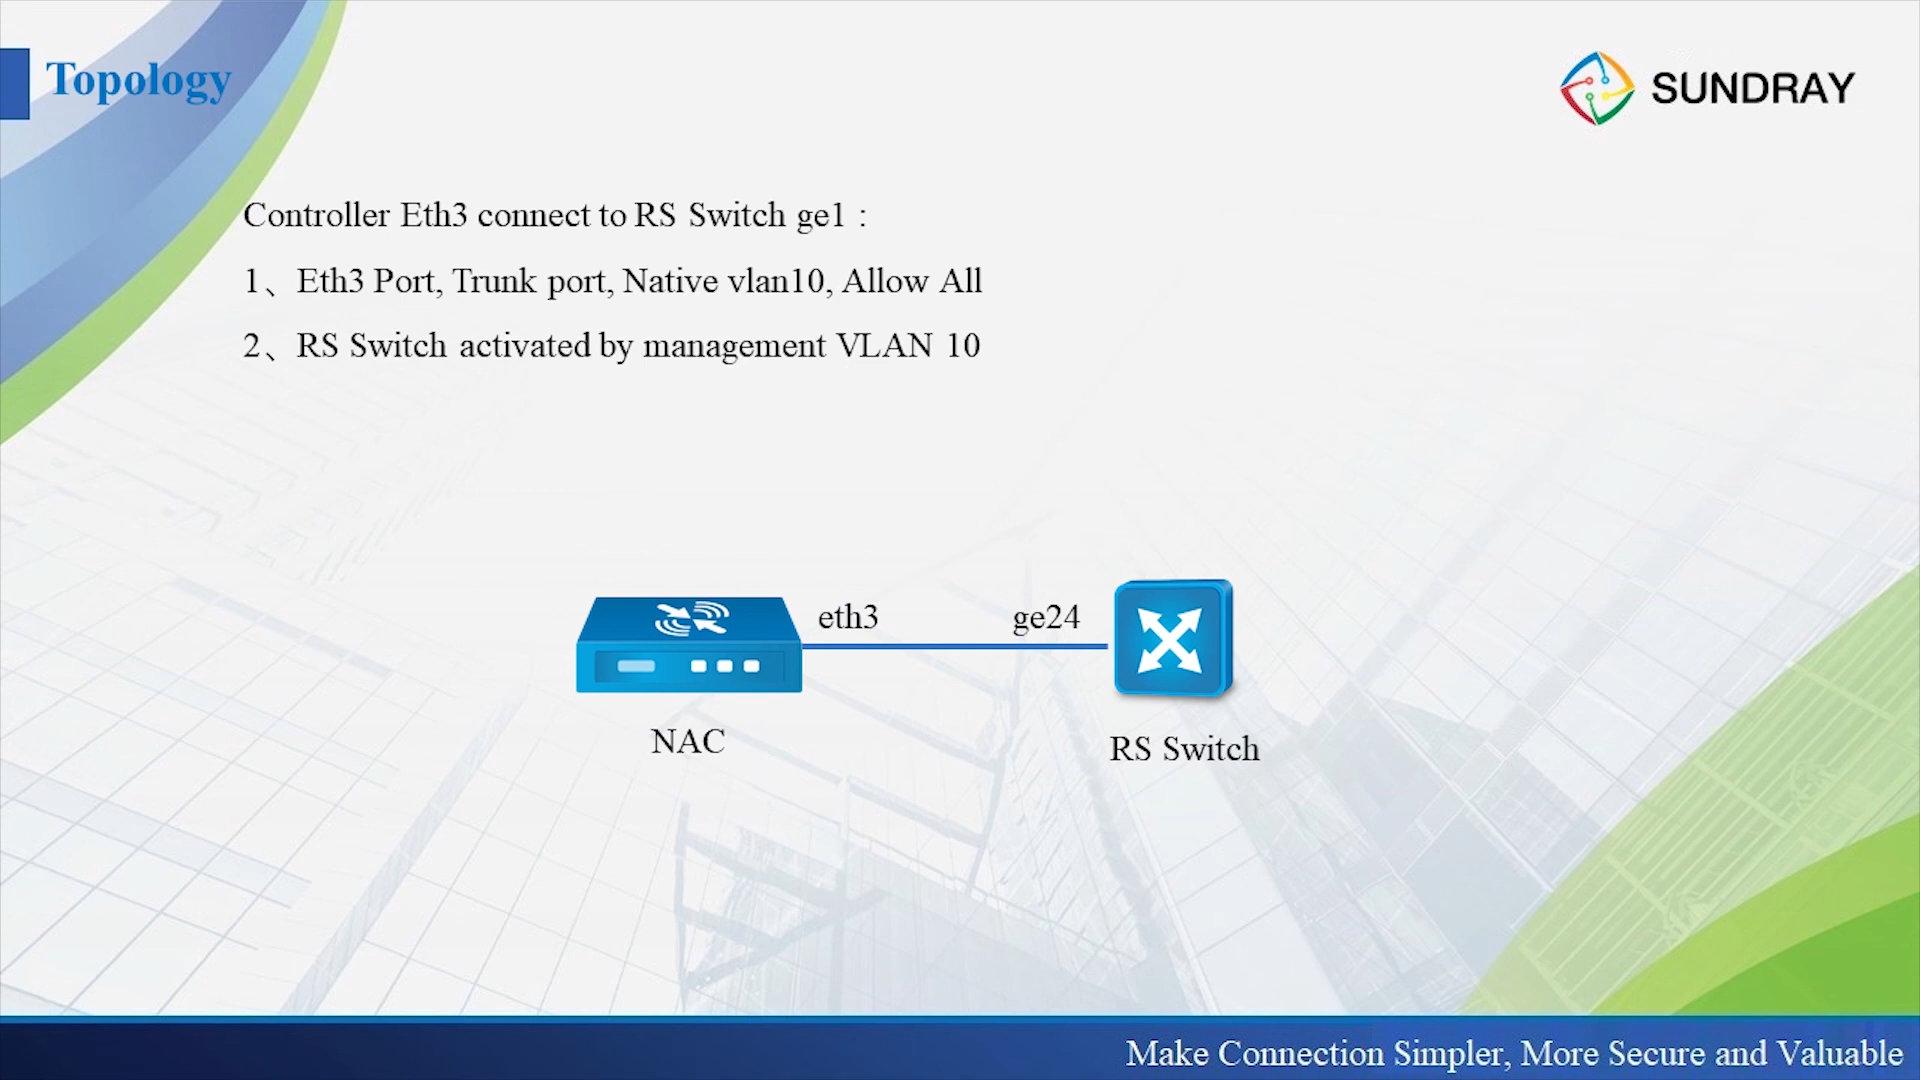 Topology
SUNDRAY
Controller Eth3 connect to RS Switch ge1：
1、Eth3 Port, Trunk port, Native vlan10, Allow All
2、RS Switch activated by management VLAN 10
eth3
ge24
NAC
RS Switch
Make Connection Simpler, More Secure and Valuable